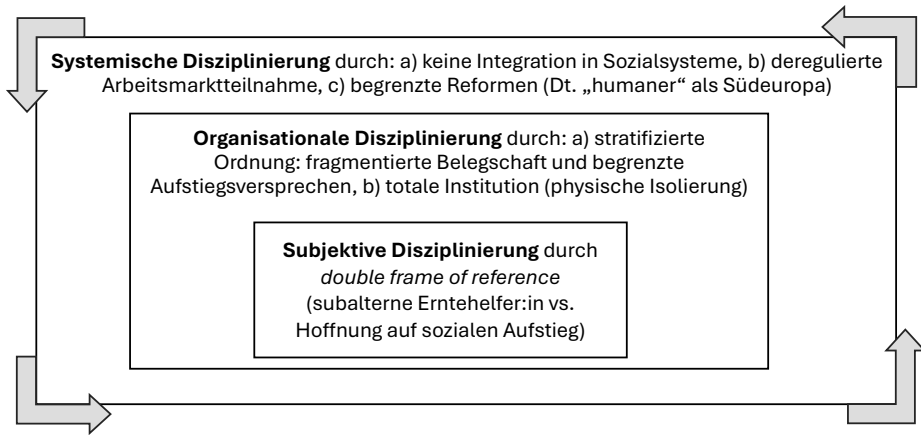 Systemische Disziplinierung durch: a) keine Integration in Sozialsysteme, b) deregulierte
Arbeitsmarktteilnahme, c) begrenzte Reformen (Dt. „humaner“ als Südeuropa)
Organisationale Disziplinierung durch: a) stratifizierte
Ordnung: fragmentierte Belegschaft und begrenzte
Aufstiegsversprechen, b) totale Institution (physische Isolierung)
Subjektive Disziplinierung durch
double frame of reference
(subalterne Erntehelfer:in vs.
Hoffnung auf sozialen Aufstieg)